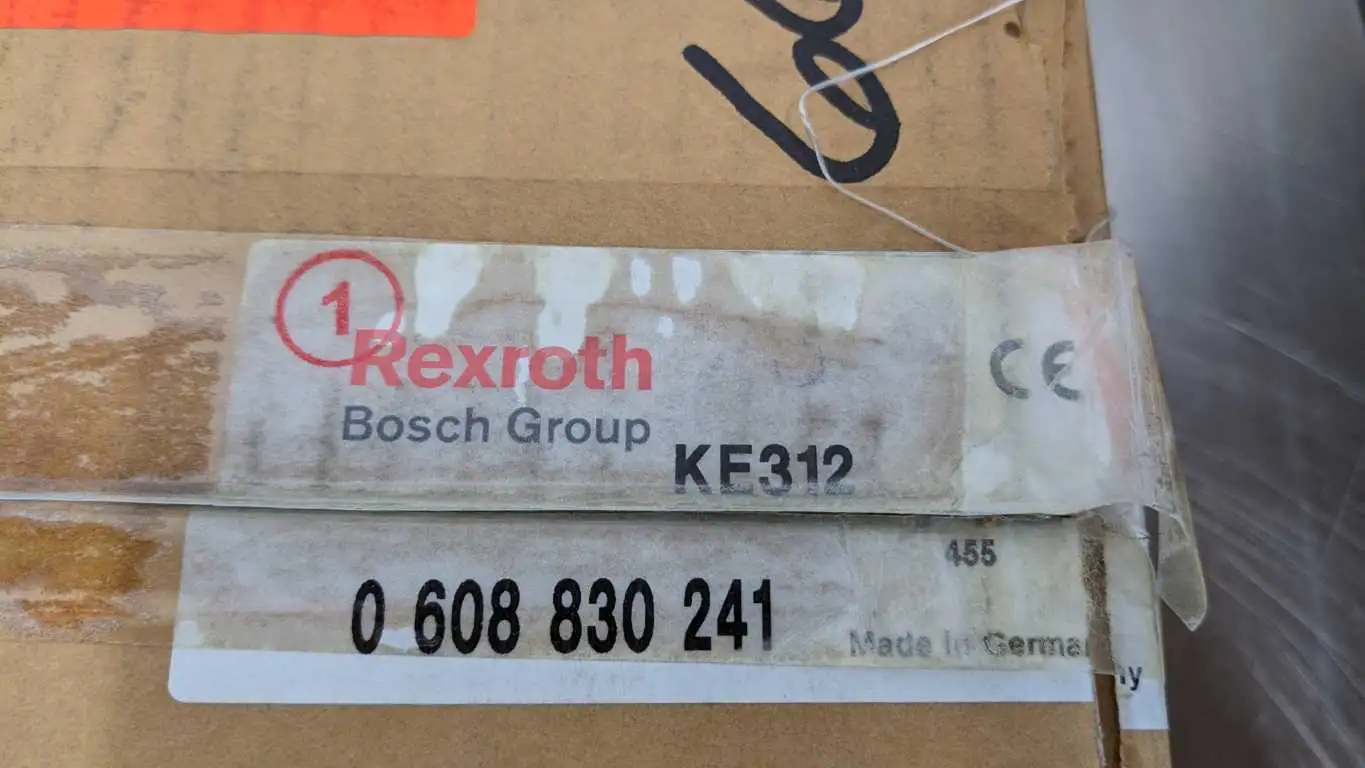 1
Rexroth
CE
Bosch Group
KE312
455
0 608 830 241
Made in Germany